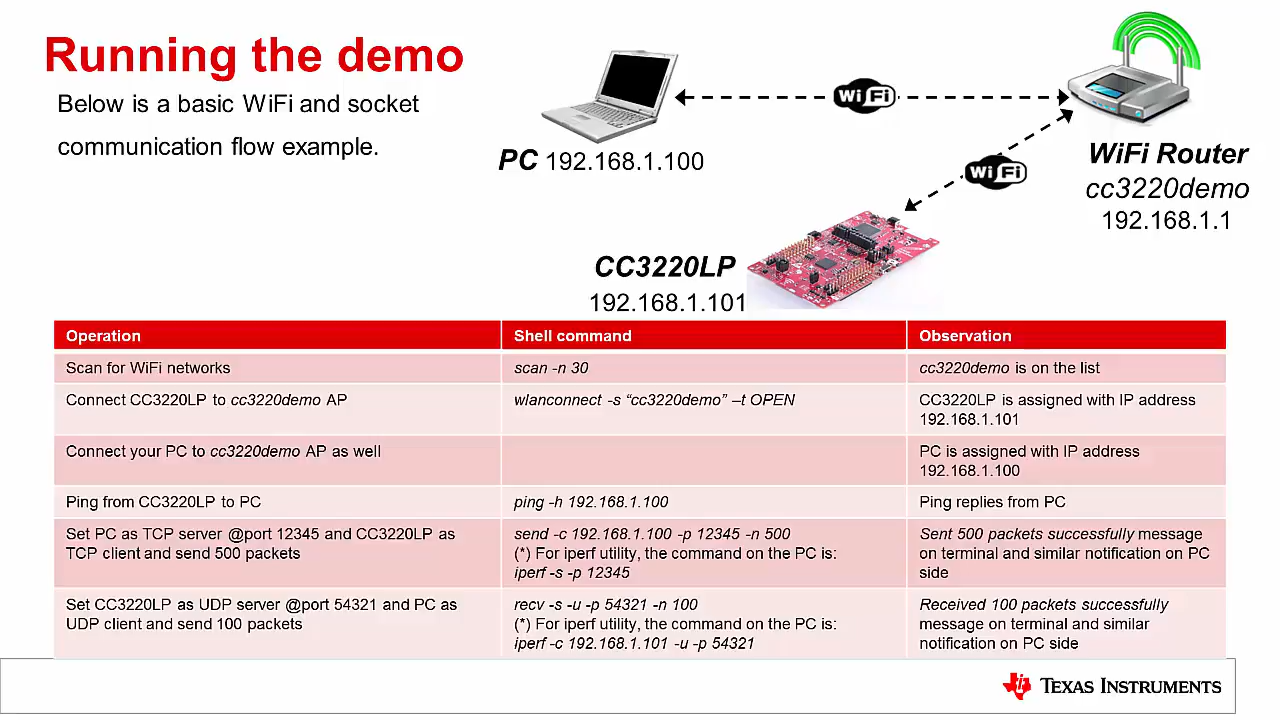 Running the demo
Below is a basic WiFi and socket
communication flow example.
WiFi
WiFi
PC 192.168.1.100
WiFi Router
cc3220demo
192.168.1.1
CC3220LP
192.168.1.101
Operation
Shell command
Observation
Scan for WiFi networks
scan -n 30
cc3220demo is on the list
Connect CC3220LP to cc3220demo AP
wlanconnect -s “cc3220demo” –t OPEN
CC3220LP is assigned with IP address
192.168.1.101
Connect your PC to cc3220demo AP as well
PC is assigned with IP address
192.168.1.100
Ping from CC3220LP to PC
ping -h 192.168.1.100
Ping replies from PC
Set PC as TCP server @port 12345 and CC3220LP as
TCP client and send 500 packets
send -c 192.168.1.100 -p 12345 -n 500
(*) For iperf utility, the command on the PC is:
iperf -s -p 12345
Sent 500 packets successfully message
on terminal and similar notification on PC
side
Set CC3220LP as UDP server @port 54321 and PC as
UDP client and send 100 packets
recv -s -u -p 54321 -n 100
(*) For iperf utility, the command on the PC is:
iperf -c 192.168.1.101 -u -p 54321
Received 100 packets successfully
message on terminal and similar
notification on PC side
TEXAS INSTRUMENTS